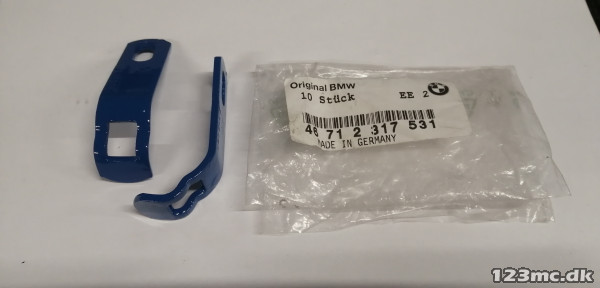 Original BMW
10 Stück EE 2
46 71 2 317 531
MADE IN GERMANY
123mc.dk